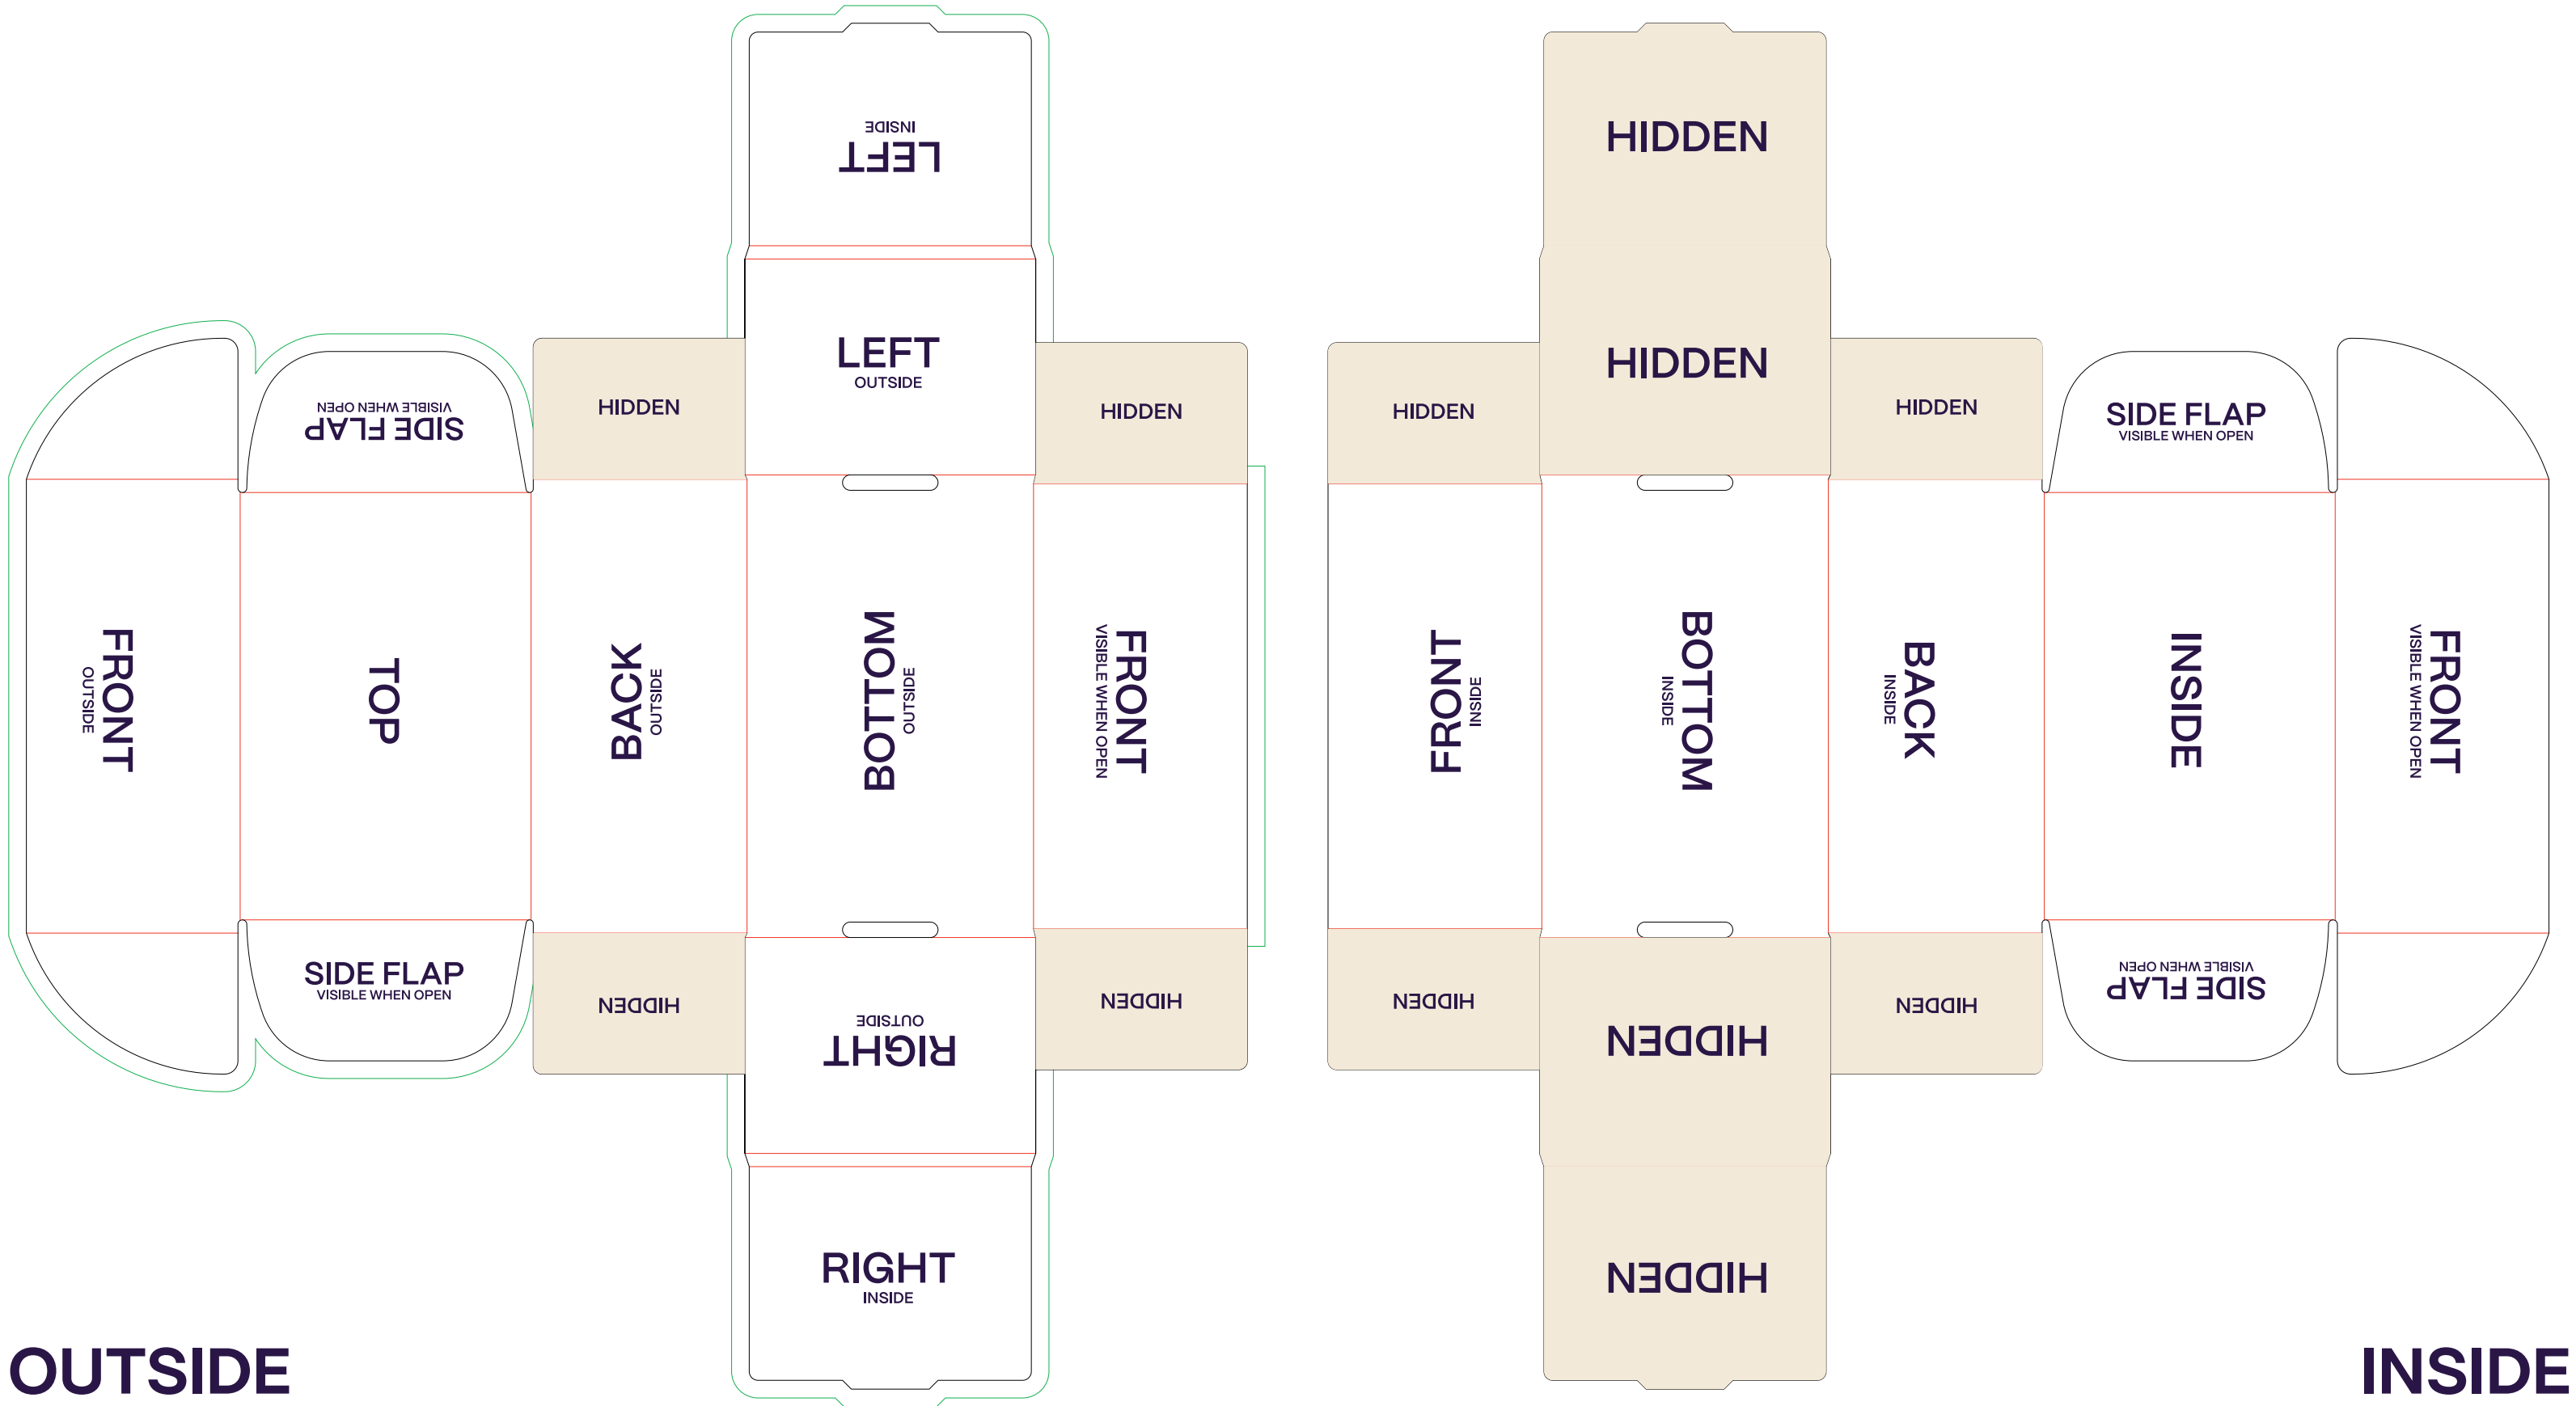 INSIDE
LEFT
LEFT
OUTSIDE
VISIBLE WHEN OPEN
SIDE FLAP
HIDDEN
HIDDEN
FRONT
OUTSIDE
TOP
BACK
OUTSIDE
BOTTOM
OUTSIDE
FRONT
VISIBLE WHEN OPEN
SIDE FLAP
VISIBLE WHEN OPEN
HIDDEN
OUTSIDE
RIGHT
HIDDEN
RIGHT
INSIDE
OUTSIDE
HIDDEN
HIDDEN
HIDDEN
HIDDEN
SIDE FLAP
VISIBLE WHEN OPEN
FRONT
INSIDE
BOTTOM
INSIDE
BACK
INSIDE
INSIDE
FRONT
VISIBLE WHEN OPEN
HIDDEN
HIDDEN
HIDDEN
VISIBLE WHEN OPEN
SIDE FLAP
HIDDEN
INSIDE